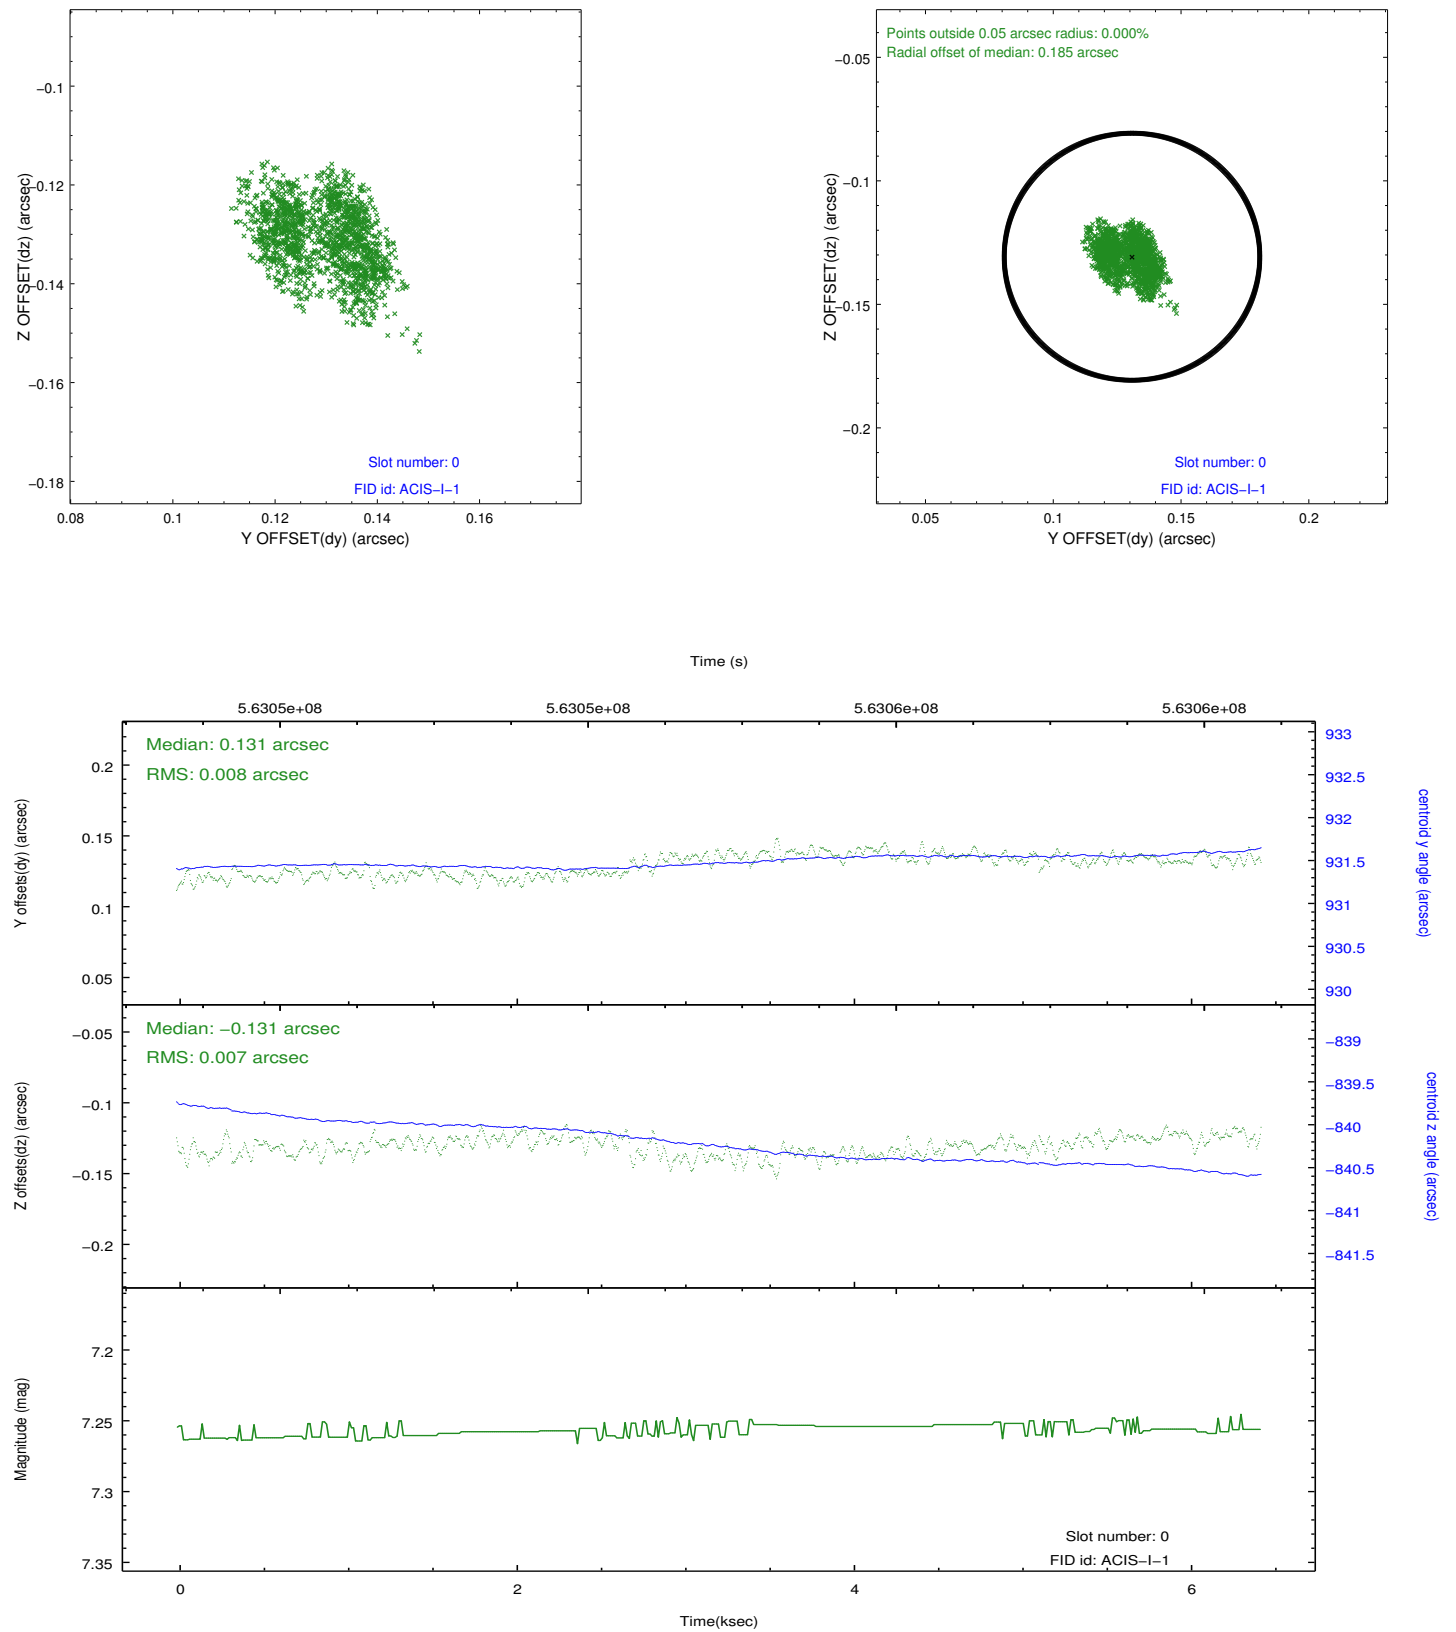 −0.1
−0.12
−0.14
−0.16
−0.18
Z OFFSET(dz) (arcsec)
Slot number: 0
FID id: ACIS−I−1
0.08
0.1
0.12
0.14
0.16
Y OFFSET(dy) (arcsec)
Points outside 0.05 arcsec radius: 0.000%
Radial offset of median: 0.185 arcsec
−0.05
−0.1
−0.15
−0.2
Z OFFSET(dz) (arcsec)
Slot number: 0
FID id: ACIS−I−1
0.05
0.1
0.15
0.2
Y OFFSET(dy) (arcsec)
Time (s)
5.6305e+08
5.6305e+08
5.6306e+08
5.6306e+08
Median: 0.131 arcsec
RMS: 0.008 arcsec
0.2
0.15
0.1
0.05
Y offsets(dy) (arcsec)
933
932.5
932
931.5
931
930.5
930
centroid y angle (arcsec)
Median: −0.131 arcsec
RMS: 0.007 arcsec
−0.05
−0.1
−0.15
−0.2
Z offsets(dz) (arcsec)
−839
−839.5
−840
−840.5
−841
−841.5
centroid z angle (arcsec)
7.2
7.25
7.3
7.35
Magnitude (mag)
Slot number: 0
FID id: ACIS−I−1
0
2
4
6
Time(ksec)